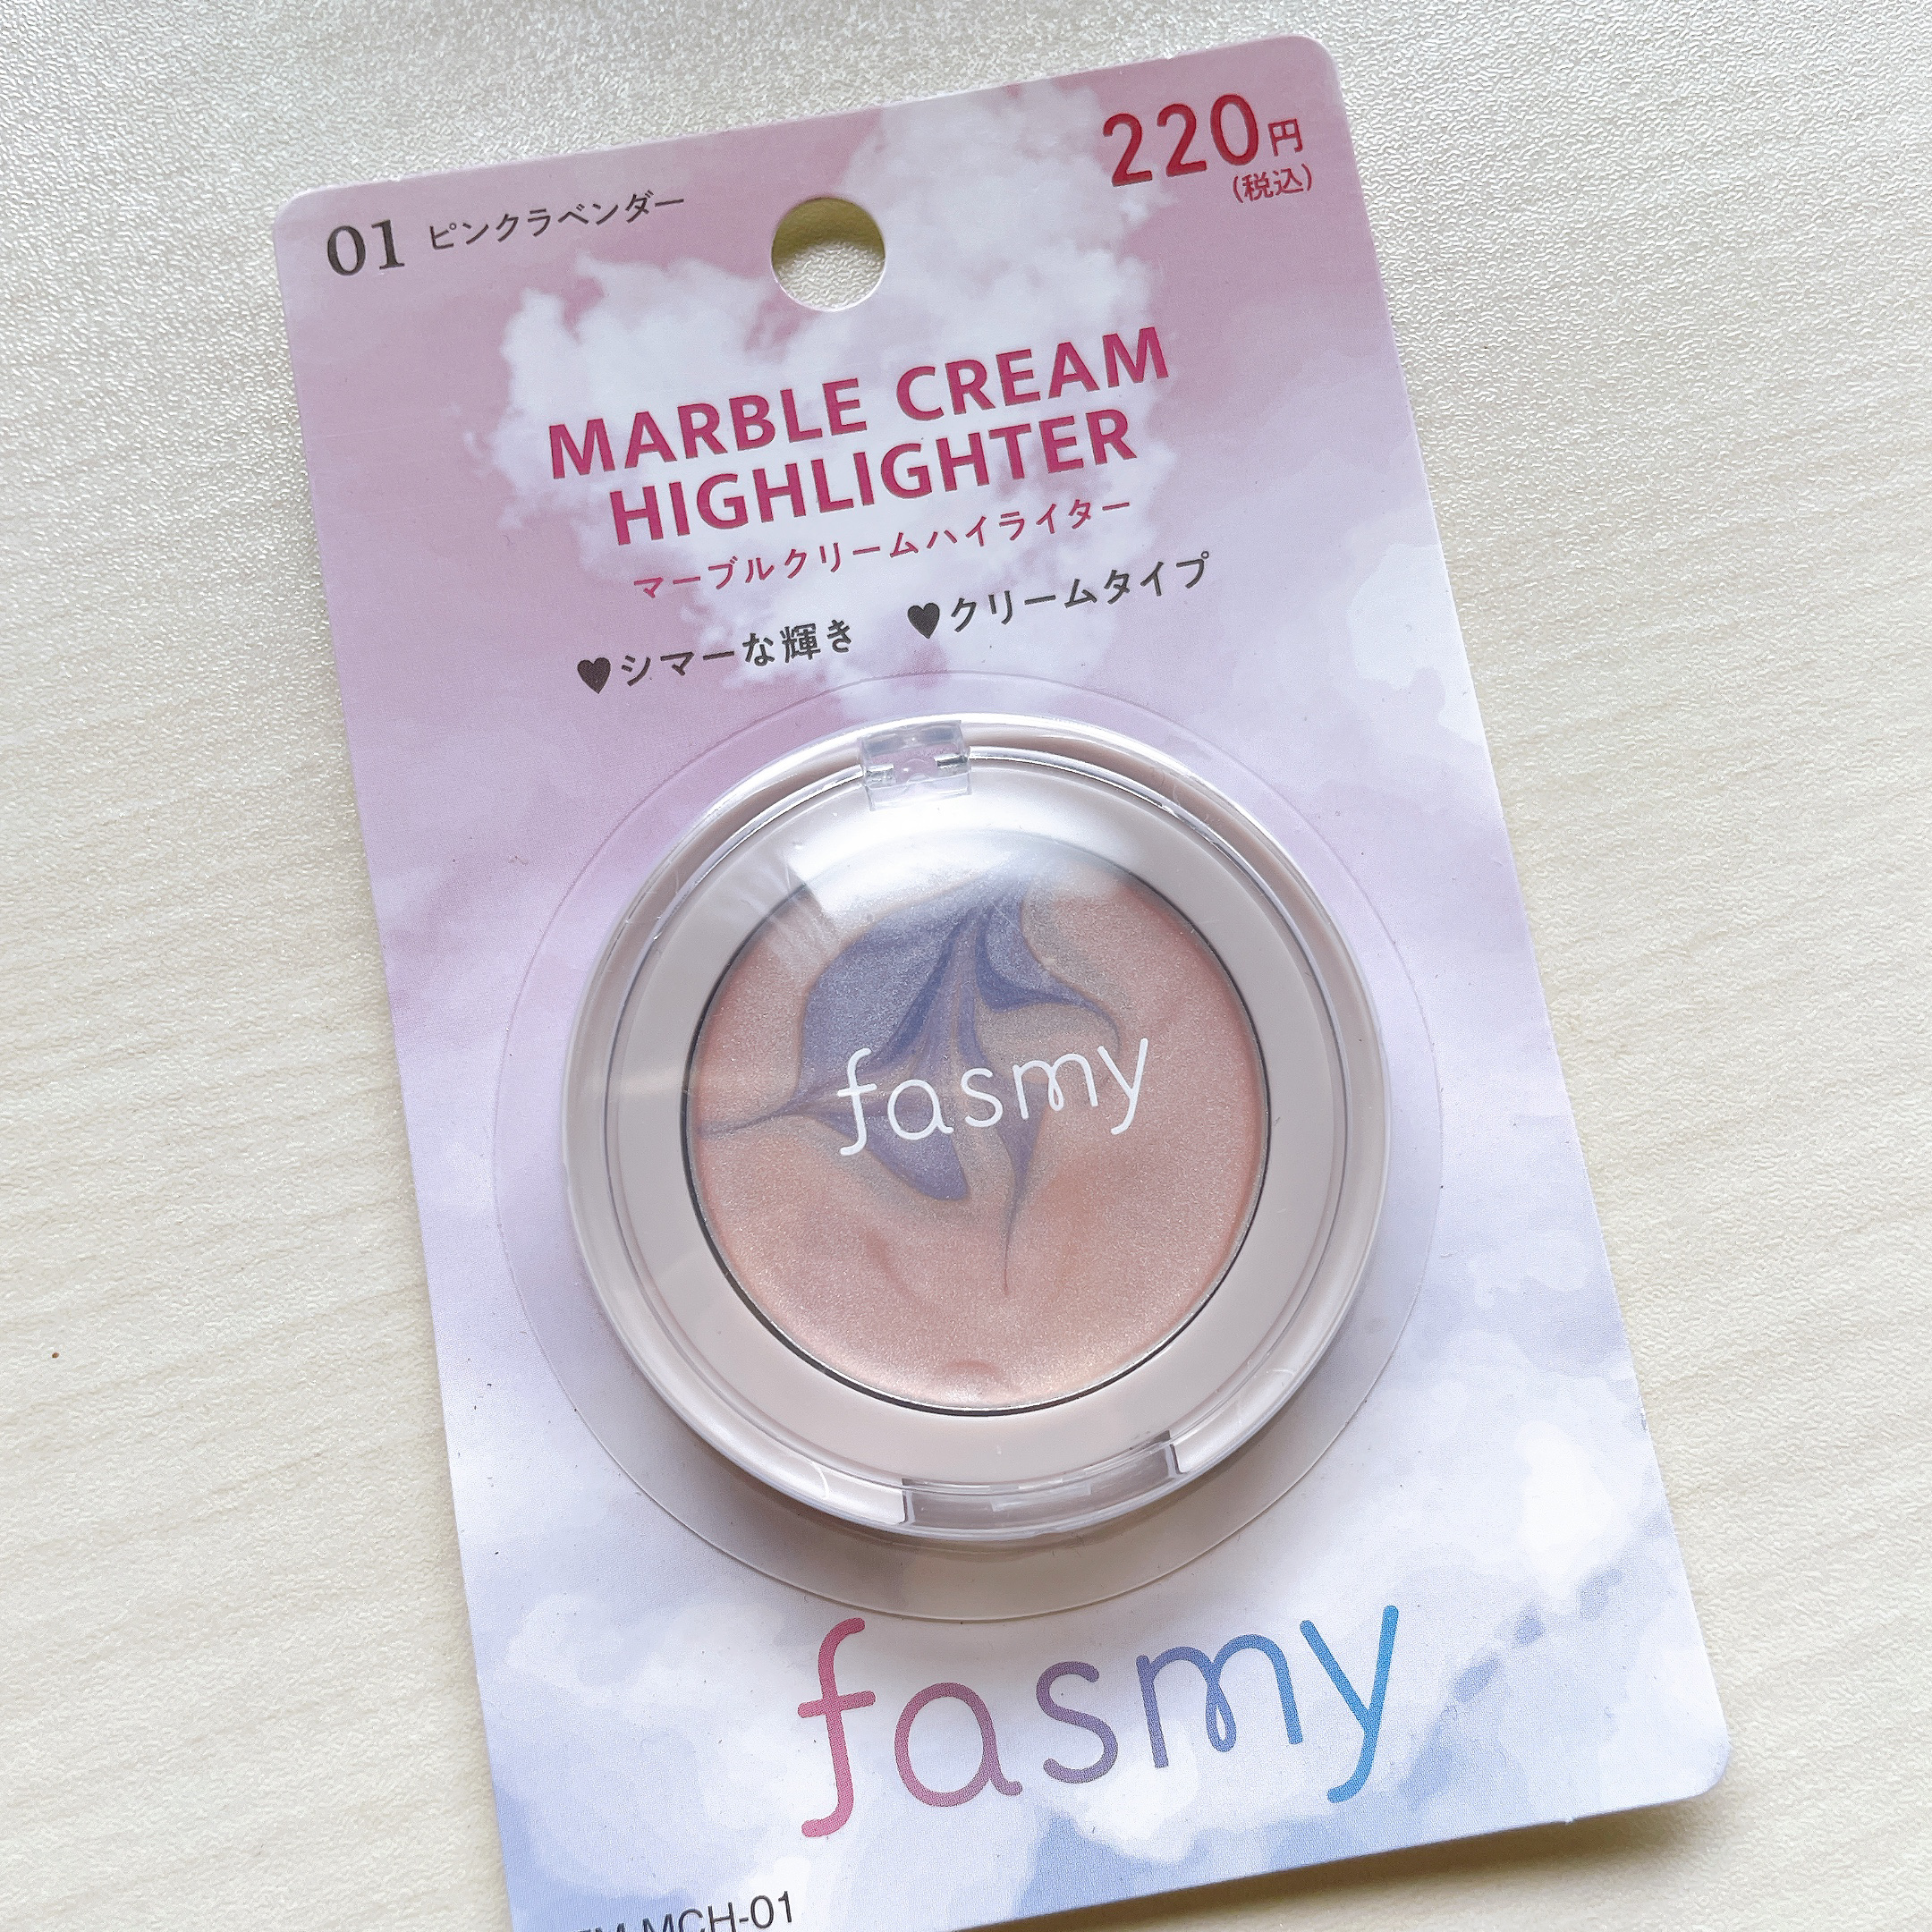 01 ピンクラベンダー
220円
(税込)
MARBLE CREAM
HIGHLIGHTER
マーブルクリームハイライター
♥シマーな輝き ♥クリームタイプ
fasmy
fasmy
MCH-01